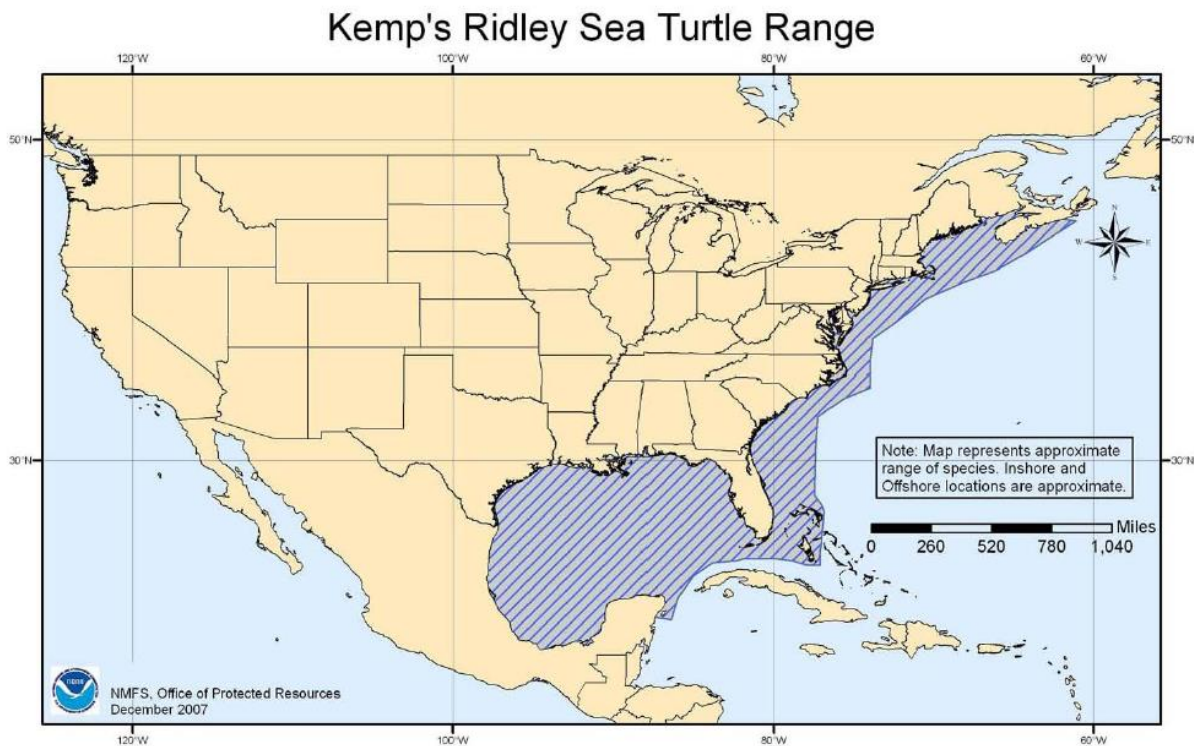 Kemp's Ridley Sea Turtle Range
120°W 100°W 80°W 60°W
50°N 50°N
N
W E
S
30°N 30°N
Note: Map represents approximate
range of species. Inshore and
Offshore locations are approximate.
Miles
0 260 520 780 1,040
NMFS, Office of Protected Resources
December 2007
120°W 100°W 80°W 60°W